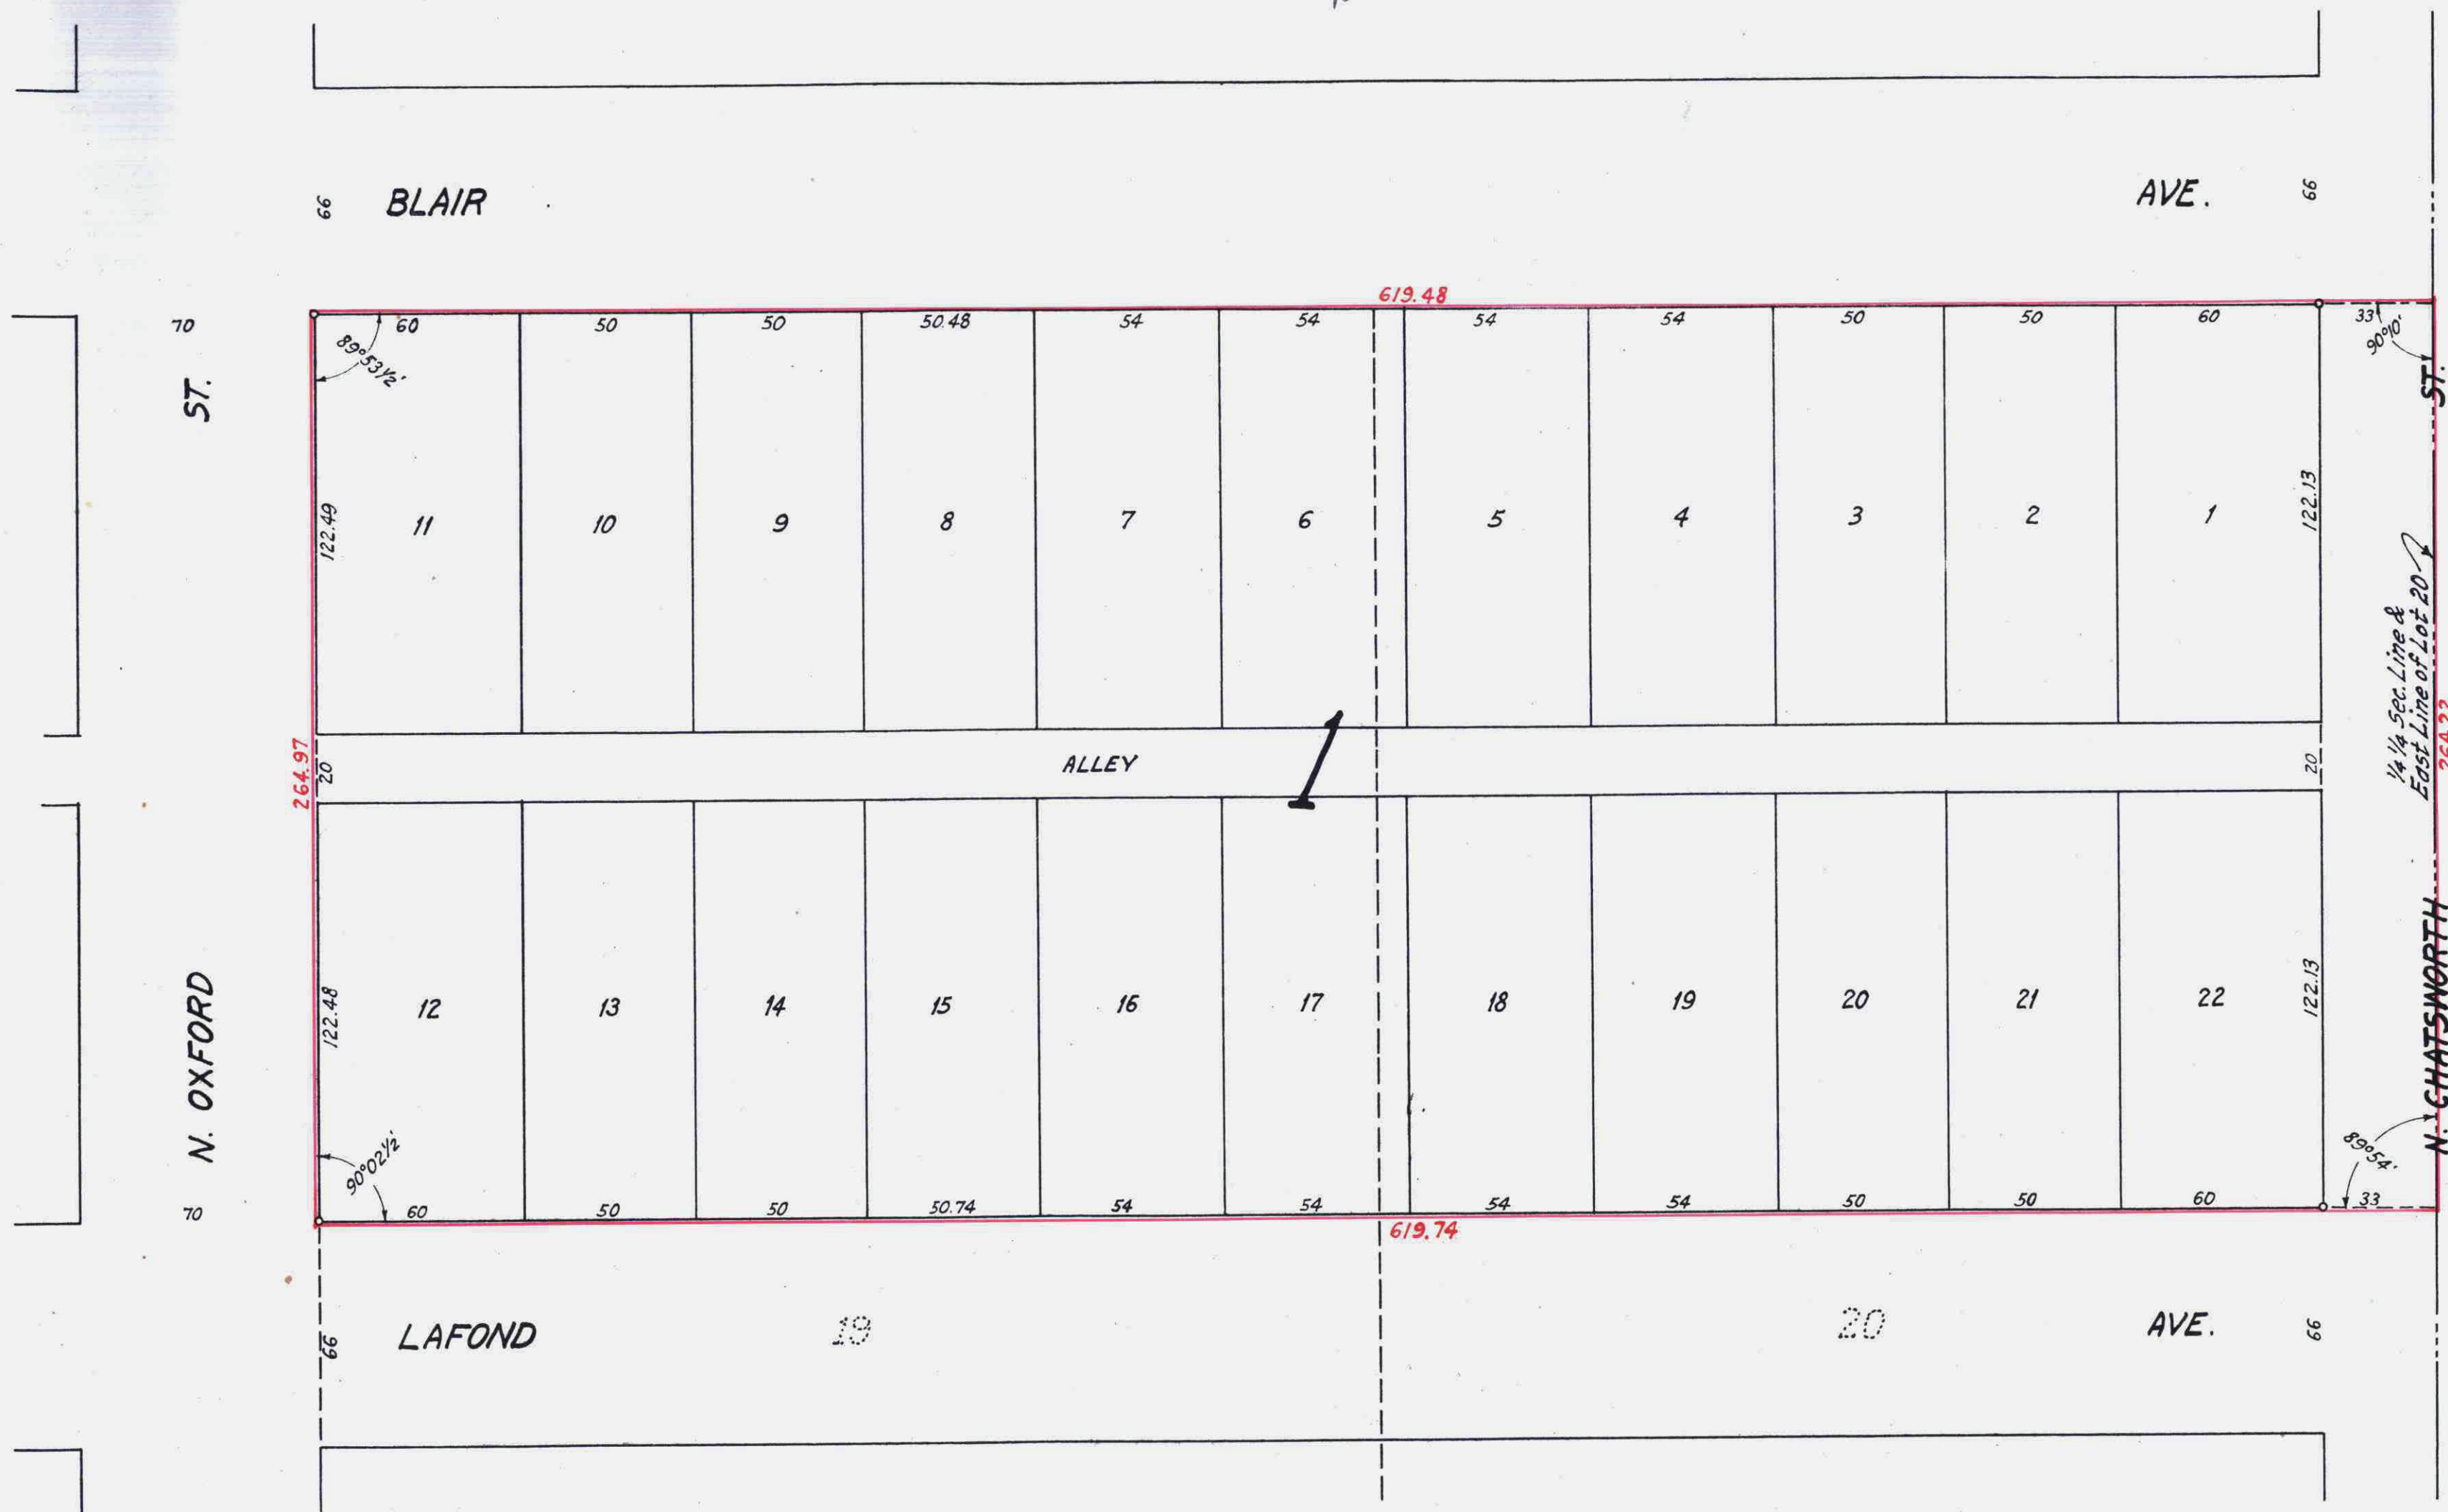 66 BLAIR AVE. 66
619.48
70 60 50 50 50.48 54 54 54 54 50 50 60 33
89°53½' 90°10'
ST. ST.
122.49 11 10 9 8 7 6 5 4 3 2 1 122.13
¼ ¼ Sec. Line &
East Line of Lot 20
264.97 20 ALLEY 1 20 264.23
N. OXFORD N. CHATSWORTH
122.48 12 13 14 15 16 17 18 19 20 21 22 122.13
90°02½' 89°54'
70 60 50 50 50.74 54 54 54 54 50 50 60 33
619.74
66 LAFOND 19 20 AVE. 66